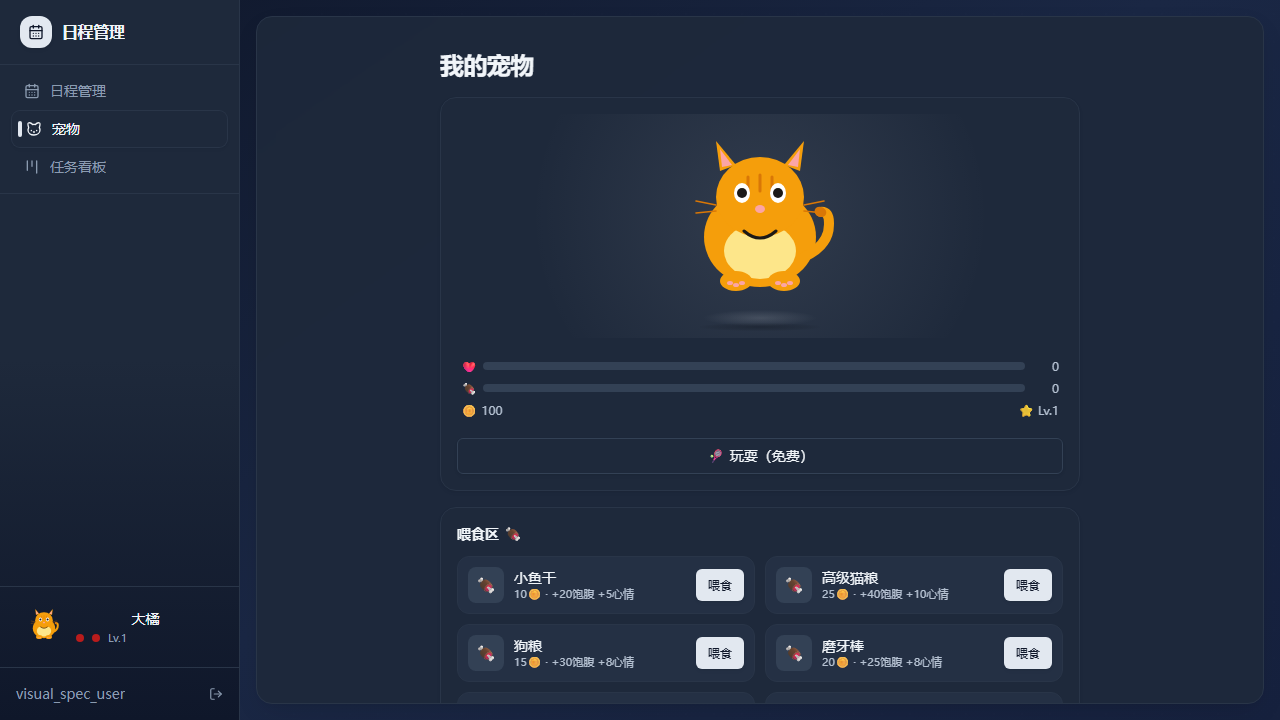 日程管理
日程管理
宠物
任务看板
大橘
Lv.1
visual_spec_user
我的宠物
0
0
100
Lv.1
玩耍（免费）
喂食区
小鱼干
10 · +20饱腹 +5心情
喂食
高级猫粮
25 · +40饱腹 +10心情
喂食
狗粮
15 · +30饱腹 +8心情
喂食
磨牙棒
20 · +25饱腹 +8心情
喂食